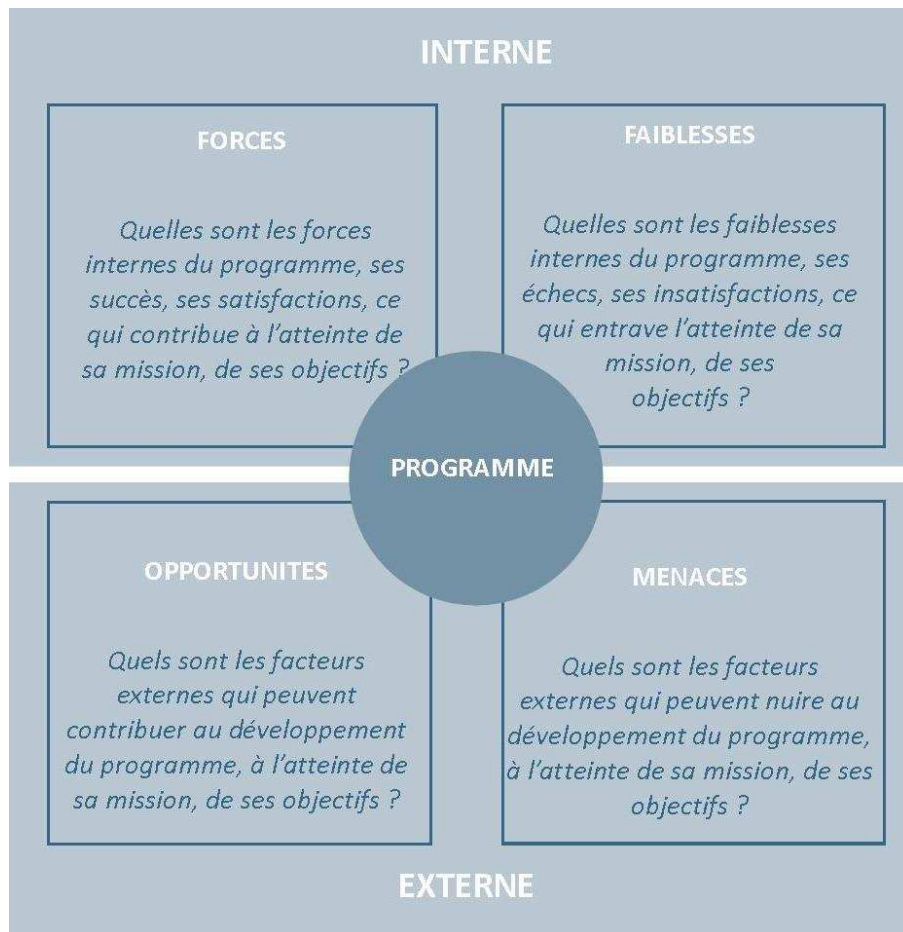 INTERNE
FORCES
Quelles sont les forces
internes du programme, ses
succès, ses satisfactions, ce
qui contribue à l'atteinte de
sa mission, de ses objectifs ?
FAIBLESSES
Quelles sont les faiblesses
internes du programme, ses
échecs, ses insatisfactions, ce
qui entrave l'atteinte de sa
mission, de ses
objectifs ?
PROGRAMME
OPPORTUNITES
Quels sont les facteurs
externes qui peuvent
contribuer au développement
du programme, à l'atteinte de
sa mission, de ses objectifs ?
MENACES
Quels sont les facteurs
externes qui peuvent nuire au
développement du programme,
à l'atteinte de sa mission, de ses
objectifs ?
EXTERNE